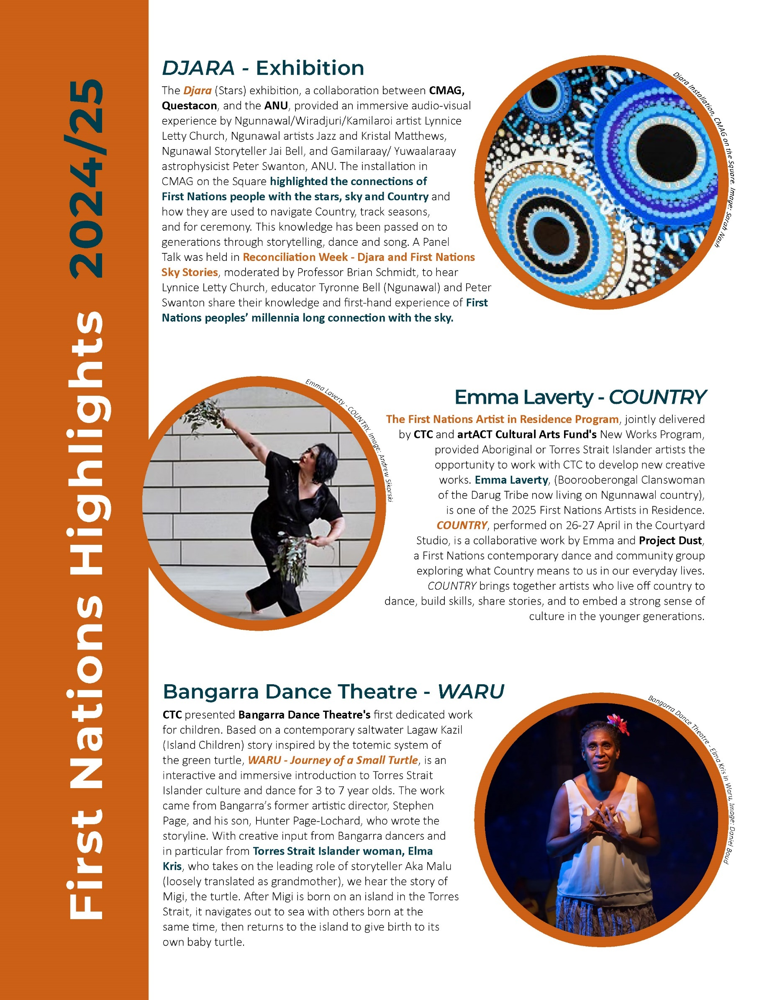 First Nations Highlights 2024/25
DJARA - Exhibition
The Djara (Stars) exhibition, a collaboration between CMAG,
Questacon, and the ANU, provided an immersive audio-visual
experience by Ngunnawal/Wiradjuri/Kamilaroi artist Lynnice
Letty Church, Ngunawal artists Jazz and Kristal Matthews,
Ngunawal Storyteller Jai Bell, and Gamilaraay/ Yuwaalaraay
astrophysicist Peter Swanton, ANU. The installation in
CMAG on the Square highlighted the connections of
First Nations people with the stars, sky and Country and
how they are used to navigate Country, track seasons,
and for ceremony. This knowledge has been passed on to
generations through storytelling, dance and song. A Panel
Talk was held in Reconciliation Week - Djara and First Nations
Sky Stories, moderated by Professor Brian Schmidt, to hear
Lynnice Letty Church, educator Tyronne Bell (Ngunawal) and Peter
Swanton share their knowledge and first-hand experience of First
Nations peoples’ millennia long connection with the sky.
Djara Installation, CMAG on the Square. Image: Sarah Nash
Emma Laverty - COUNTRY. Image: Andrew Sikorski
Emma Laverty - COUNTRY
The First Nations Artist in Residence Program, jointly delivered
by CTC and artACT Cultural Arts Fund's New Works Program,
provided Aboriginal or Torres Strait Islander artists the
opportunity to work with CTC to develop new creative
works. Emma Laverty, (Boorooberongal Clanswoman
of the Darug Tribe now living on Ngunnawal country),
is one of the 2025 First Nations Artists in Residence.
COUNTRY, performed on 26-27 April in the Courtyard
Studio, is a collaborative work by Emma and Project Dust,
a First Nations contemporary dance and community group
exploring what Country means to us in our everyday lives.
COUNTRY brings together artists who live off country to
dance, build skills, share stories, and to embed a strong sense of
culture in the younger generations.
Bangarra Dance Theatre - WARU
CTC presented Bangarra Dance Theatre's first dedicated work
for children. Based on a contemporary saltwater Lagaw Kazil
(Island Children) story inspired by the totemic system of
the green turtle, WARU - Journey of a Small Turtle, is an
interactive and immersive introduction to Torres Strait
Islander culture and dance for 3 to 7 year olds. The work
came from Bangarra’s former artistic director, Stephen
Page, and his son, Hunter Page-Lochard, who wrote the
storyline. With creative input from Bangarra dancers and
in particular from Torres Strait Islander woman, Elma
Kris, who takes on the leading role of storyteller Aka Malu
(loosely translated as grandmother), we hear the story of
Migi, the turtle. After Migi is born on an island in the Torres
Strait, it navigates out to sea with others born at the
same time, then returns to the island to give birth to its
own baby turtle.
Bangarra Dance Theatre - Elma Kris in Waru, Image: Daniel Boud